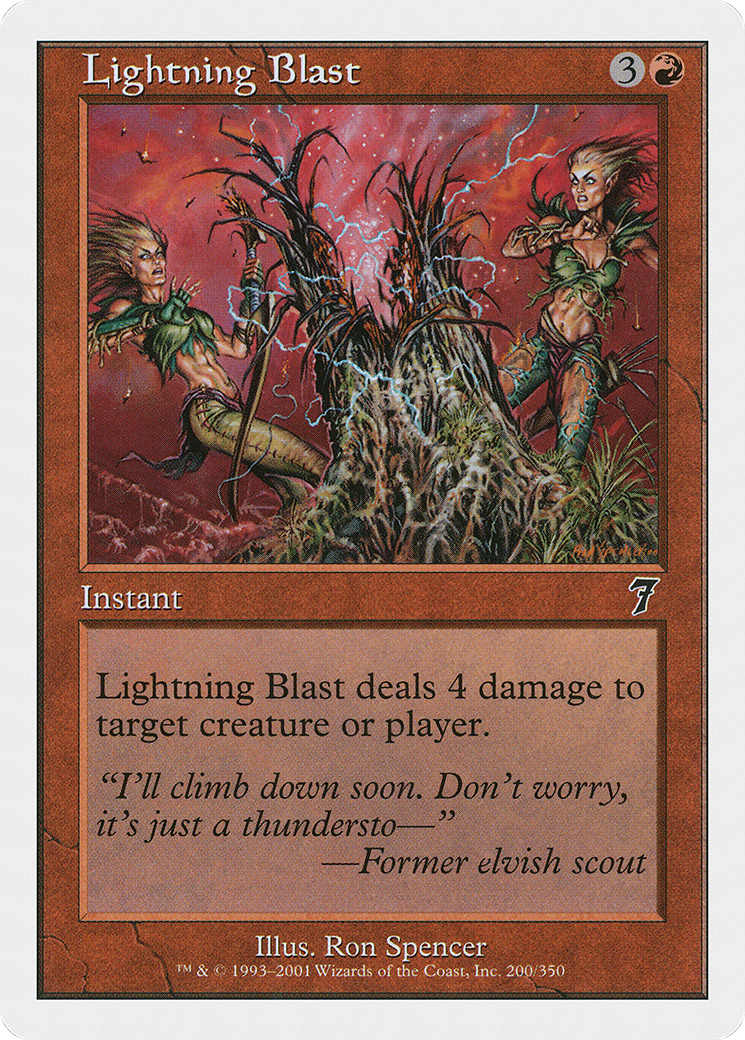 Lightning Blast 3
Instant 7
Lightning Blast deals 4 damage to
target creature or player.
“I’ll climb down soon. Don’t worry,
it’s just a thundersto—”
—Former elvish scout
Illus. Ron Spencer
™ & © 1993–2001 Wizards of the Coast, Inc. 200/350